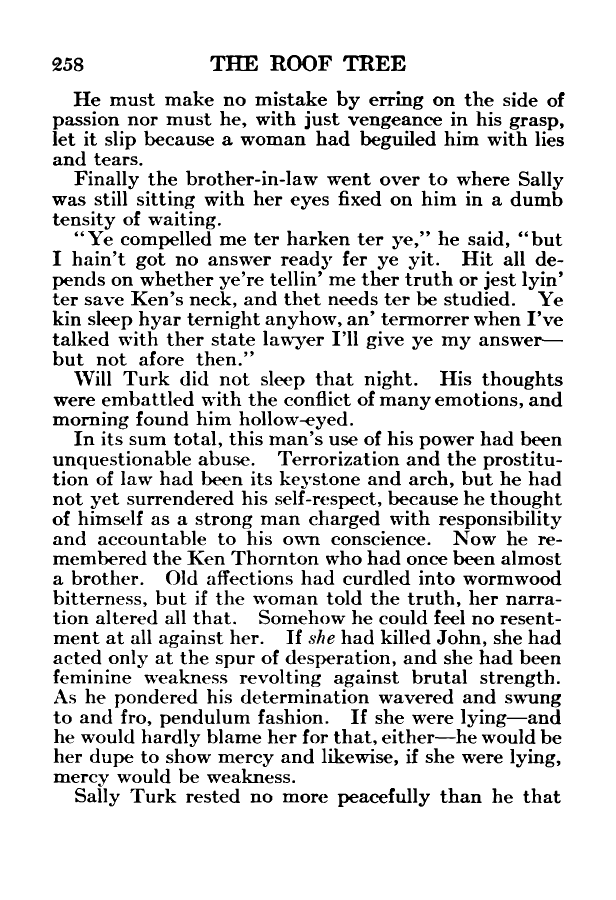 258 THE ROOF TREE
He must make no mistake by erring on the side of
passion nor must he, with just vengeance in his grasp,
let it slip because a woman had beguiled him with lies
and tears.
Finally the brother-in-law went over to where Sally
was still sitting with her eyes fixed on him in a dumb
tensity of waiting.
"Ye compelled me ter harken ter ye," he said, "but
I hain't got no answer ready fer ye yit. Hit all de-
pends on whether ye're tellin' me ther truth or jest lyin'
ter save Ken's neck, and thet needs ter be studied. Ye
kin sleep hyar ternight anyhow, an' termorrer when I've
talked with ther state lawyer I'll give ye my answer—
but not afore then."
Will Turk did not sleep that night. His thoughts
were embattled with the conflict of many emotions, and
morning found him hollow-eyed.
In its sum total, this man's use of his power had been
unquestionable abuse. Terrorization and the prostitu-
tion of law had been its keystone and arch, but he had
not yet surrendered his self-respect, because he thought
of himself as a strong man charged with responsibility
and accountable to his own conscience. Now he re-
membered the Ken Thornton who had once been almost
a brother. Old affections had curdled into wormwood
bitterness, but if the woman told the truth, her narra-
tion altered all that. Somehow he could feel no resent-
ment at all against her. If she had killed John, she had
acted only at the spur of desperation, and she had been
feminine weakness revolting against brutal strength.
As he pondered his determination wavered and swung
to and fro, pendulum fashion. If she were lying—and
he would hardly blame her for that, either—he would be
her dupe to show mercy and likewise, if she were lying,
mercy would be weakness.
Sally Turk rested no more peacefully than he that